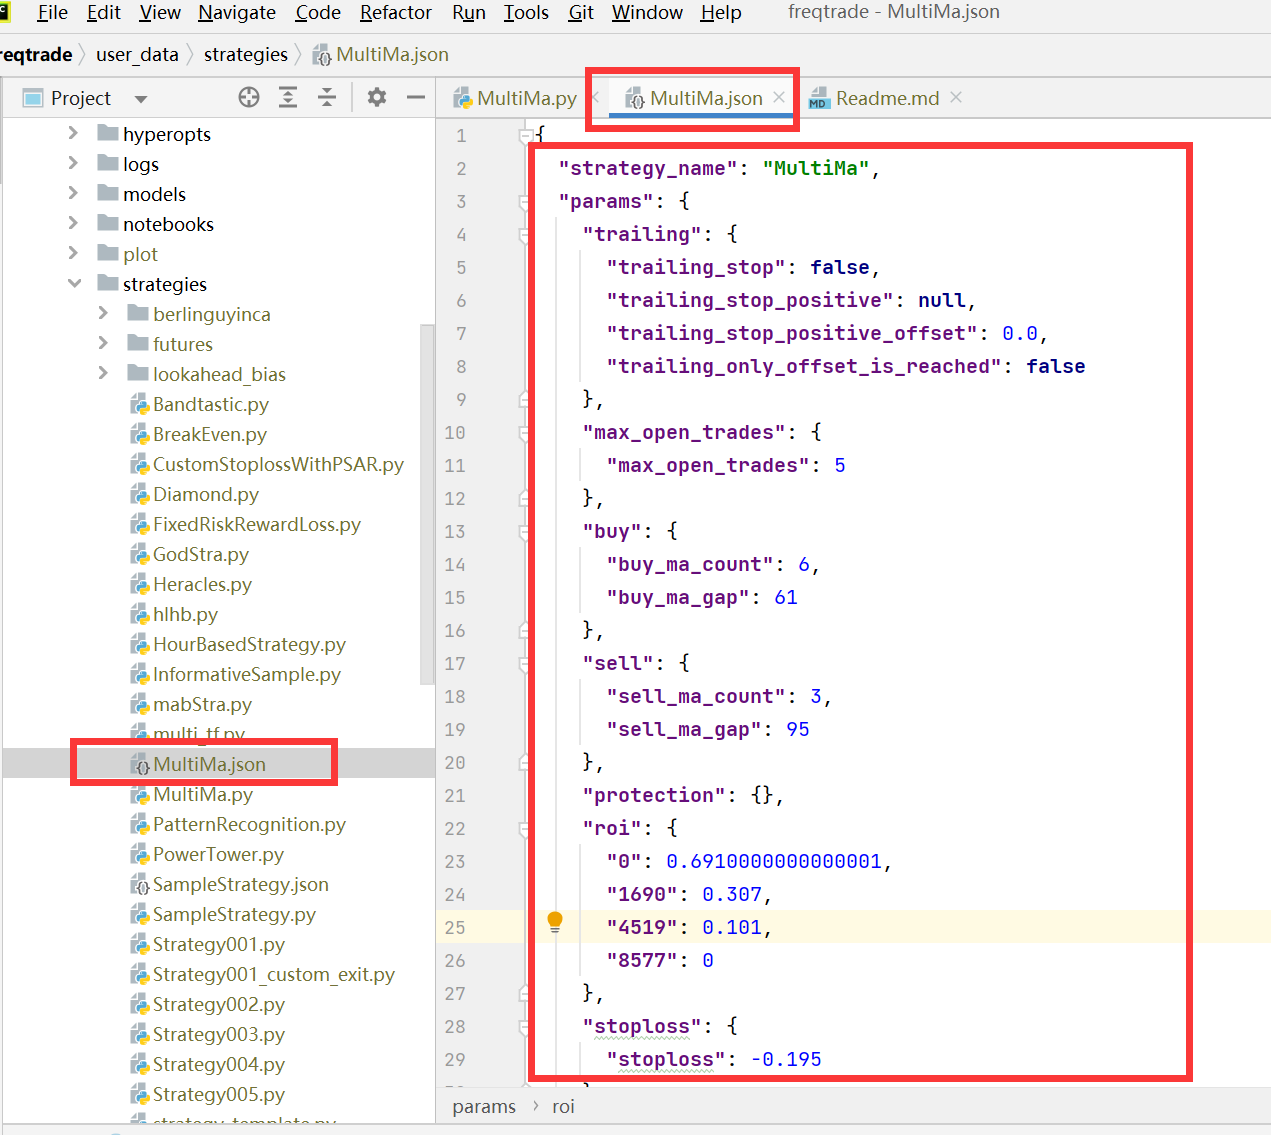 File Edit View Navigate Code Refactor Run Tools Git Window Help freqtrade - MultiMa.json
reqtrade user_data strategies MultiMa.json
Project
MultiMa.py MultiMa.json Readme.md
hyperopts
logs
models
notebooks
plot
strategies
berlinguyinca
futures
lookahead_bias
Bandtastic.py
BreakEven.py
CustomStoplossWithPSAR.py
Diamond.py
FixedRiskRewardLoss.py
GodStra.py
Heracles.py
hlhb.py
HourBasedStrategy.py
InformativeSample.py
mabStra.py
multi_tf.py
MultiMa.json
MultiMa.py
PatternRecognition.py
PowerTower.py
SampleStrategy.json
SampleStrategy.py
Strategy001.py
Strategy001_custom_exit.py
Strategy002.py
Strategy003.py
Strategy004.py
Strategy005.py
strategy_template.py
1 {
2 "strategy_name": "MultiMa",
3 "params": {
4 "trailing": {
5 "trailing_stop": false,
6 "trailing_stop_positive": null,
7 "trailing_stop_positive_offset": 0.0,
8 "trailing_only_offset_is_reached": false
9 },
10 "max_open_trades": {
11 "max_open_trades": 5
12 },
13 "buy": {
14 "buy_ma_count": 6,
15 "buy_ma_gap": 61
16 },
17 "sell": {
18 "sell_ma_count": 3,
19 "sell_ma_gap": 95
20 },
21 "protection": {},
22 "roi": {
23 "0": 0.6910000000000001,
24 "1690": 0.307,
25 "4519": 0.101,
26 "8577": 0
27 },
28 "stoploss": {
29 "stoploss": -0.195
params roi